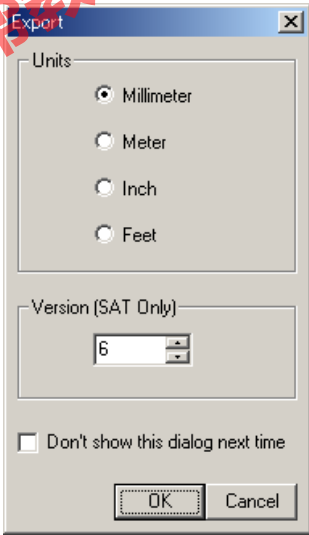 Export
Units
Millimeter
Meter
Inch
Feet
Version (SAT Only)
6
Don't show this dialog next time
OK
Cancel